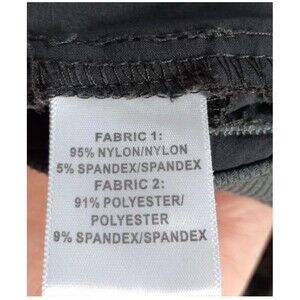 FABRIC 1:
95% NYLON/NYLON
5% SPANDEX/SPANDEX
FABRIC 2:
91% POLYESTER/
POLYESTER
9% SPANDEX/SPANDEX